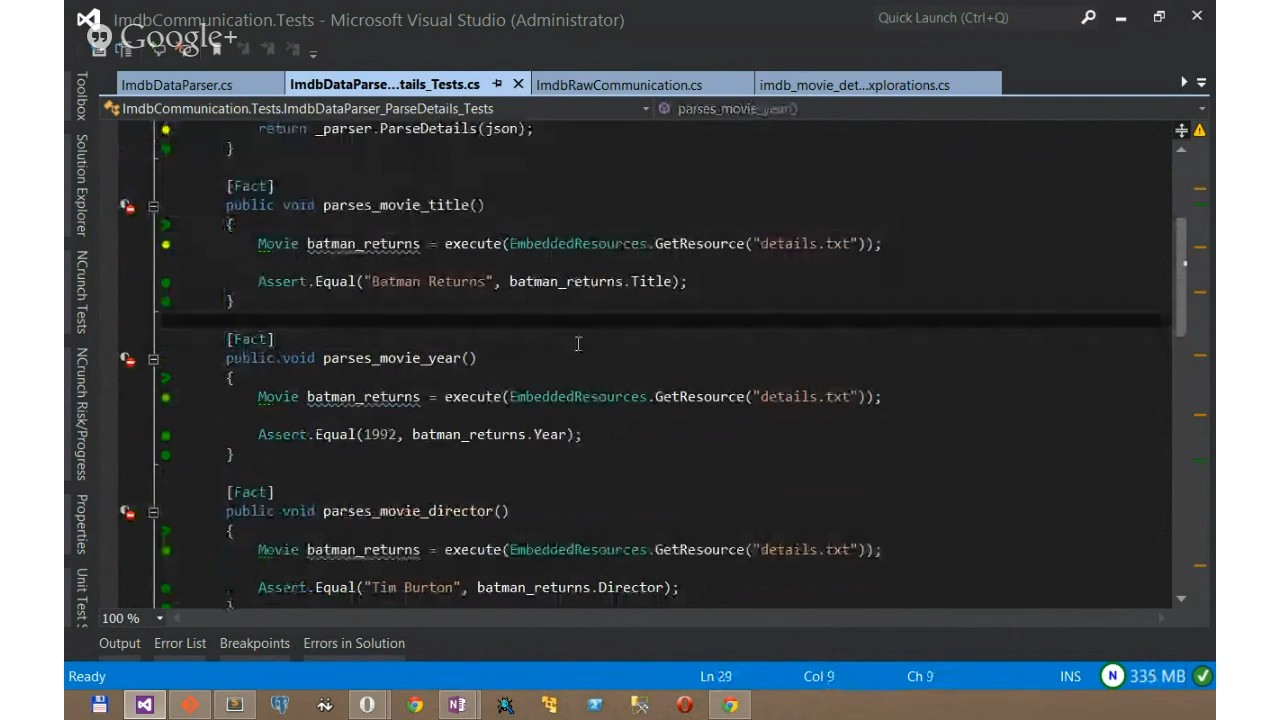 ImdbCommunication.Tests - Microsoft Visual Studio (Administrator)
Quick Launch (Ctrl+Q)
Google+
ImdbDataParser.cs
ImdbDataParse...tails_Tests.cs
ImdbRawCommunication.cs
imdb_movie_det...xplorations.cs
ImdbCommunication.Tests.ImdbDataParser_ParseDetails_Tests
parses_movie_year()
Toolbox
Solution Explorer
NCrunch Tests
NCrunch Risk/Progress
Properties
Unit Test S
return _parser.ParseDetails(json);
}
[Fact]
public void parses_movie_title()
{
Movie batman_returns = execute(EmbeddedResources.GetResource("details.txt"));
Assert.Equal("Batman Returns", batman_returns.Title);
}
[Fact]
public void parses_movie_year()
{
Movie batman_returns = execute(EmbeddedResources.GetResource("details.txt"));
Assert.Equal(1992, batman_returns.Year);
}
[Fact]
public void parses_movie_director()
{
Movie batman_returns = execute(EmbeddedResources.GetResource("details.txt"));
Assert.Equal("Tim Burton", batman_returns.Director);
}
100 %
Output Error List Breakpoints Errors in Solution
Ready Ln 29 Col 9 Ch 9 INS N 335 MB